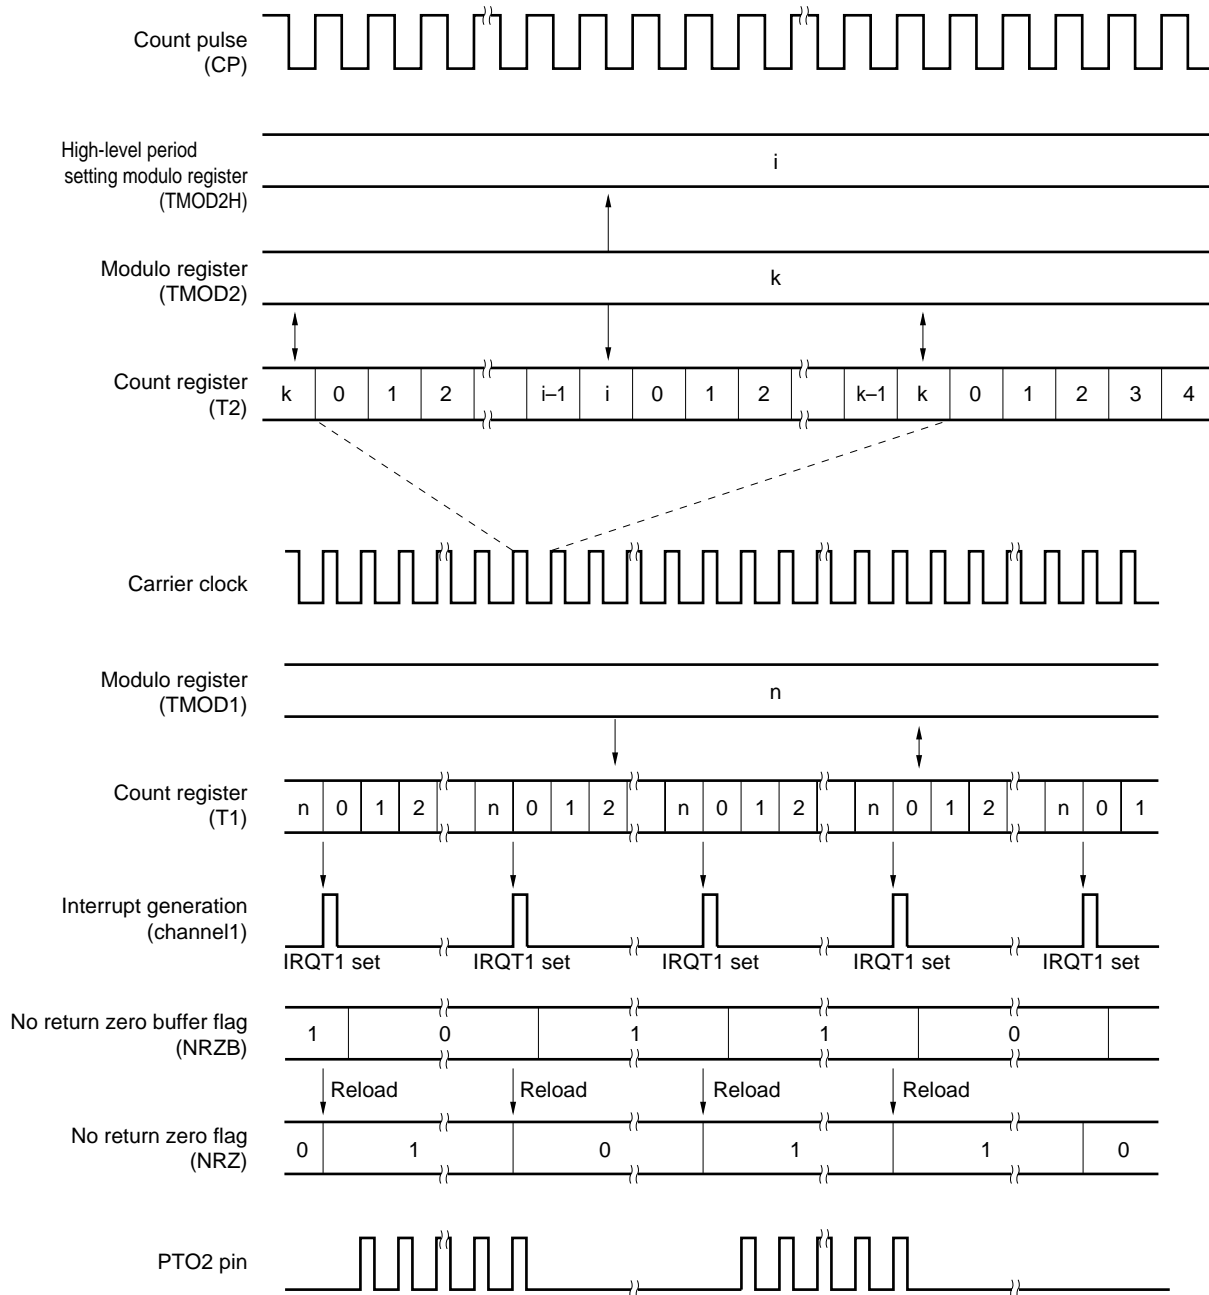 Count pulse
(CP)
High-level period
setting modulo register
(TMOD2H)
i
Modulo register
(TMOD2)
k
Count register
(T2)
k 0 1 2 i–1 i 0 1 2 k–1 k 0 1 2 3 4
Carrier clock
Modulo register
(TMOD1)
n
Count register
(T1)
n 0 1 2 n 0 1 2 n 0 1 2 n 0 1 2 n 0 1
Interrupt generation
(channel1)
IRQT1 set IRQT1 set IRQT1 set IRQT1 set IRQT1 set
No return zero buffer flag
(NRZB)
1 0 1 1 0
Reload Reload Reload Reload
No return zero flag
(NRZ)
0 1 0 1 1 0
PTO2 pin